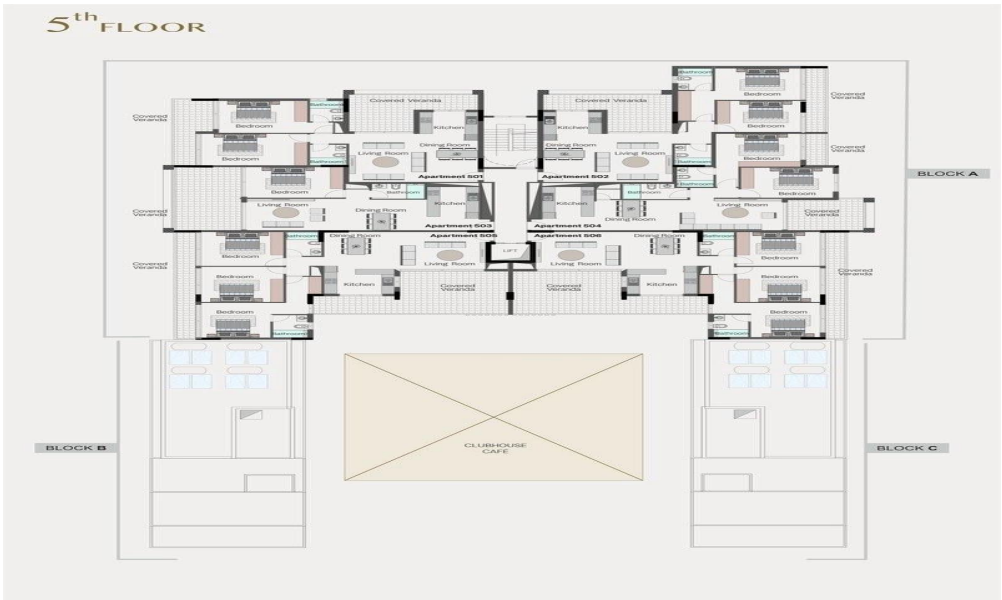 5th FLOOR
Bathroom
Bedroom
Covered
Veranda
Covered Veranda
Covered Veranda
Bathroom
Bedroom
Covered
Veranda
Bedroom
Kitchen
Kitchen
Dining Room
Dining Room
Bedroom
Living Room
Living Room
Bathroom
Bathroom
Bedroom
Covered
Veranda
Apartment 501
Apartment 502
Bathroom
Bedroom
BLOCK A
Bedroom
Bathroom
Bathroom
Kitchen
Kitchen
Living Room
Dining Room
Dining Room
Living Room
Covered
Veranda
Covered
Veranda
Apartment 503
Apartment 504
Bathroom
Bedroom
Dining Room
Apartment 505
Apartment 506
Dining Room
Bathroom
Bedroom
LIFT
Living Room
Living Room
Covered
Veranda
Covered
Veranda
Bedroom
Kitchen
Covered
Veranda
Covered
Veranda
Kitchen
Bedroom
Bedroom
Bathroom
Bedroom
Bathroom
CLUBHOUSE
CAFE
BLOCK B
BLOCK C